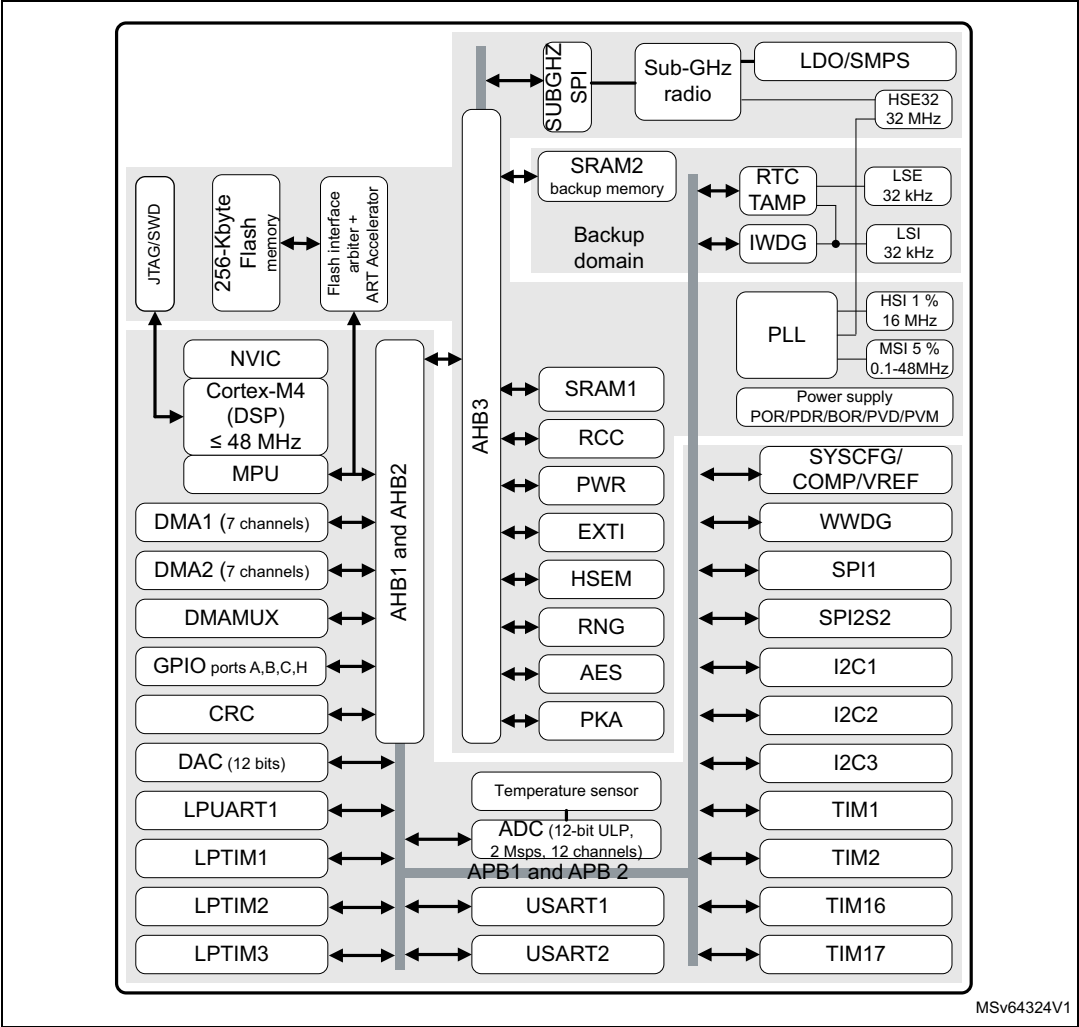 SUBGHZ
SPI
Sub-GHz
radio
LDO/SMPS
HSE32
32 MHz
SRAM2
backup memory
RTC
TAMP
LSE
32 kHz
IWDG
LSI
32 kHz
Backup
domain
JTAG/SWD
256-Kbyte
Flash
memory
Flash interface
arbiter +
ART Accelerator
PLL
HSI 1 %
16 MHz
MSI 5 %
0.1-48MHz
Power supply
POR/PDR/BOR/PVD/PVM
NVIC
Cortex-M4
(DSP)
≤ 48 MHz
MPU
DMA1 (7 channels)
DMA2 (7 channels)
DMAMUX
GPIO ports A,B,C,H
CRC
DAC (12 bits)
LPUART1
LPTIM1
LPTIM2
LPTIM3
AHB1 and AHB2
AHB3
SRAM1
RCC
PWR
EXTI
HSEM
RNG
AES
PKA
Temperature sensor
ADC (12-bit ULP,
2 Msps, 12 channels)
APB1 and APB 2
USART1
USART2
SYSCFG/
COMP/VREF
WWDG
SPI1
SPI2S2
I2C1
I2C2
I2C3
TIM1
TIM2
TIM16
TIM17
MSv64324V1